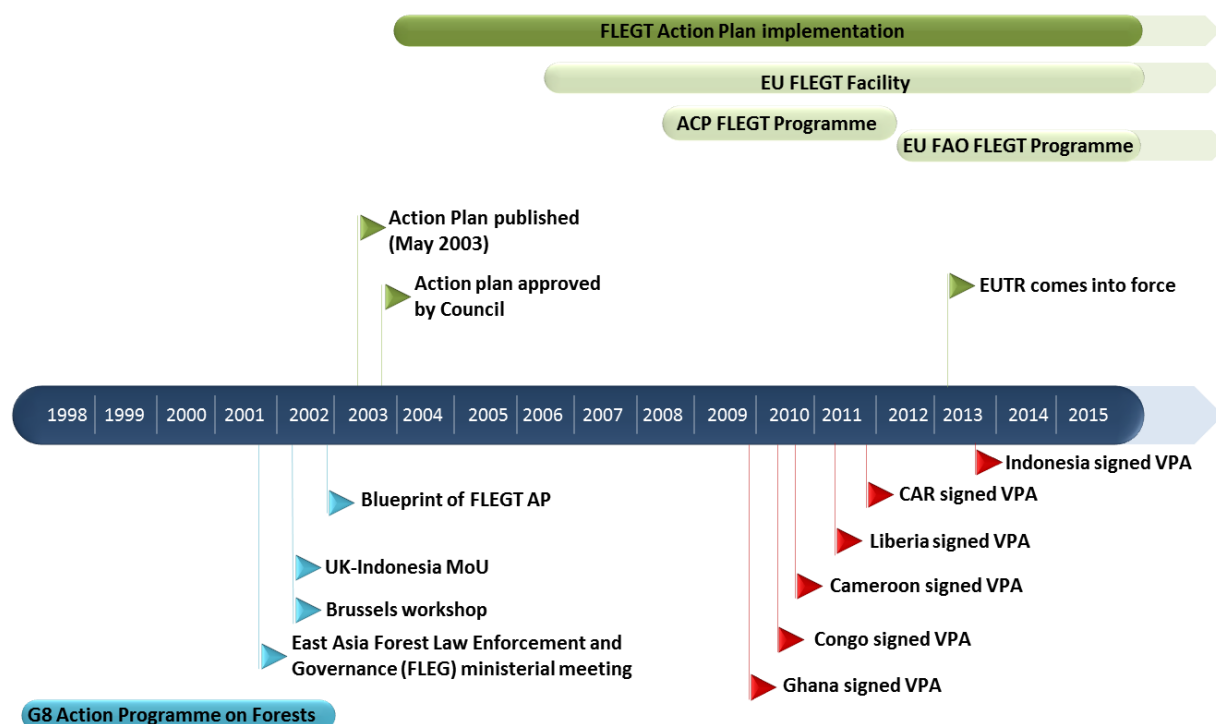 FLEGT Action Plan implementation
EU FLEGT Facility
ACP FLEGT Programme
EU FAO FLEGT Programme
Action Plan published
(May 2003)
Action plan approved
by Council
EUTR comes into force
1998 1999 2000 2001 2002 2003 2004 2005 2006 2007 2008 2009 2010 2011 2012 2013 2014 2015
Indonesia signed VPA
CAR signed VPA
Blueprint of FLEGT AP
Liberia signed VPA
UK-Indonesia MoU
Cameroon signed VPA
Brussels workshop
East Asia Forest Law Enforcement and
Governance (FLEG) ministerial meeting
Congo signed VPA
Ghana signed VPA
G8 Action Programme on Forests